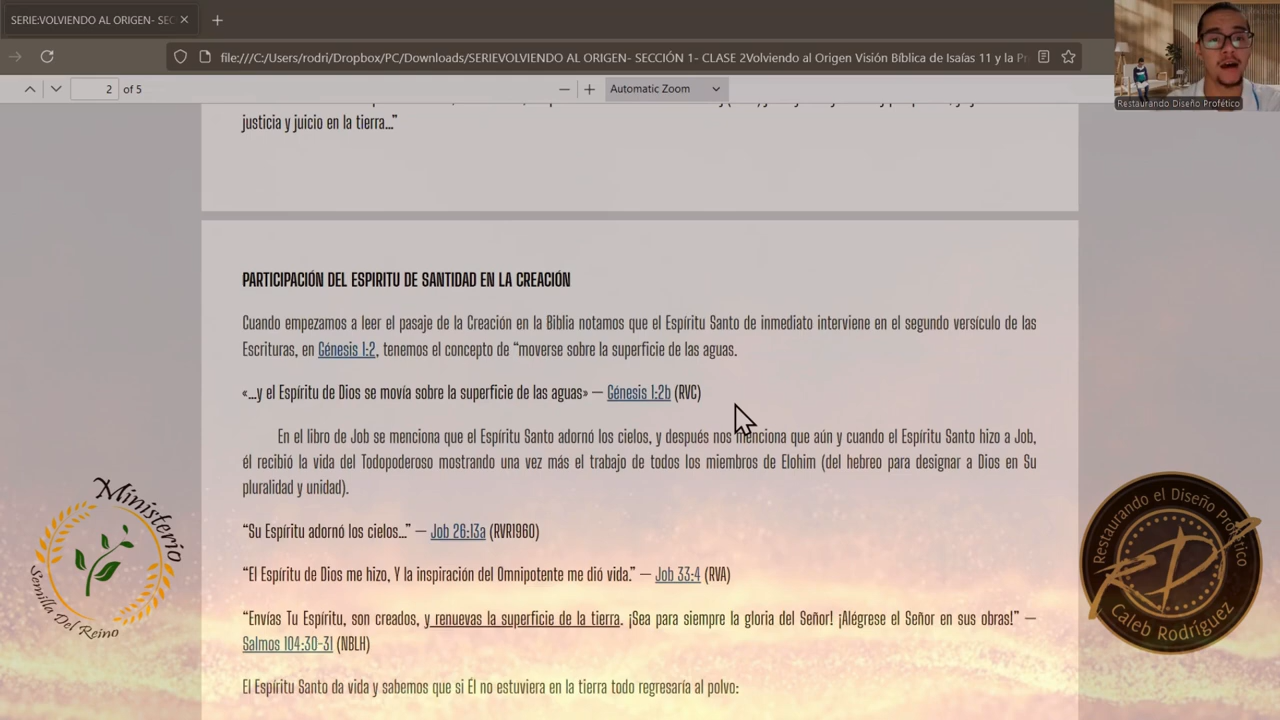 SERIE:VOLVIENDO AL ORIGEN- SEC
file:///C:/Users/rodri/Dropbox/PC/Downloads/SERIEVOLVIENDO AL ORIGEN- SECCIÓN 1- CLASE 2Volviendo al Origen Visión Bíblica de Isaías 11 y la Pr
2 of 5
Automatic Zoom
Restaurando Diseño Profético
justicia y juicio en la tierra…”
PARTICIPACIÓN DEL ESPIRITU DE SANTIDAD EN LA CREACIÓN
Cuando empezamos a leer el pasaje de la Creación en la Biblia notamos que el Espíritu Santo de inmediato interviene en el segundo versículo de las
Escrituras, en Génesis 1:2, tenemos el concepto de “moverse sobre la superficie de las aguas.
«…y el Espíritu de Dios se movía sobre la superficie de las aguas» — Génesis 1:2b (RVC)
En el libro de Job se menciona que el Espíritu Santo adornó los cielos, y después nos menciona que aún y cuando el Espíritu Santo hizo a Job,
él recibió la vida del Todopoderoso mostrando una vez más el trabajo de todos los miembros de Elohim (del hebreo para designar a Dios en Su
pluralidad y unidad).
“Su Espíritu adornó los cielos…” — Job 26:13a (RVR1960)
“El Espíritu de Dios me hizo, Y la inspiración del Omnipotente me dió vida.” — Job 33:4 (RVA)
“Envías Tu Espíritu, son creados, y renuevas la superficie de la tierra. ¡Sea para siempre la gloria del Señor! ¡Alégrese el Señor en sus obras!” —
Salmos 104:30-31 (NBLH)
El Espíritu Santo da vida y sabemos que si Él no estuviera en la tierra todo regresaría al polvo:
Ministerio
Semilla Del Reino
Restaurando el Diseño Profético
RD
Caleb Rodríguez